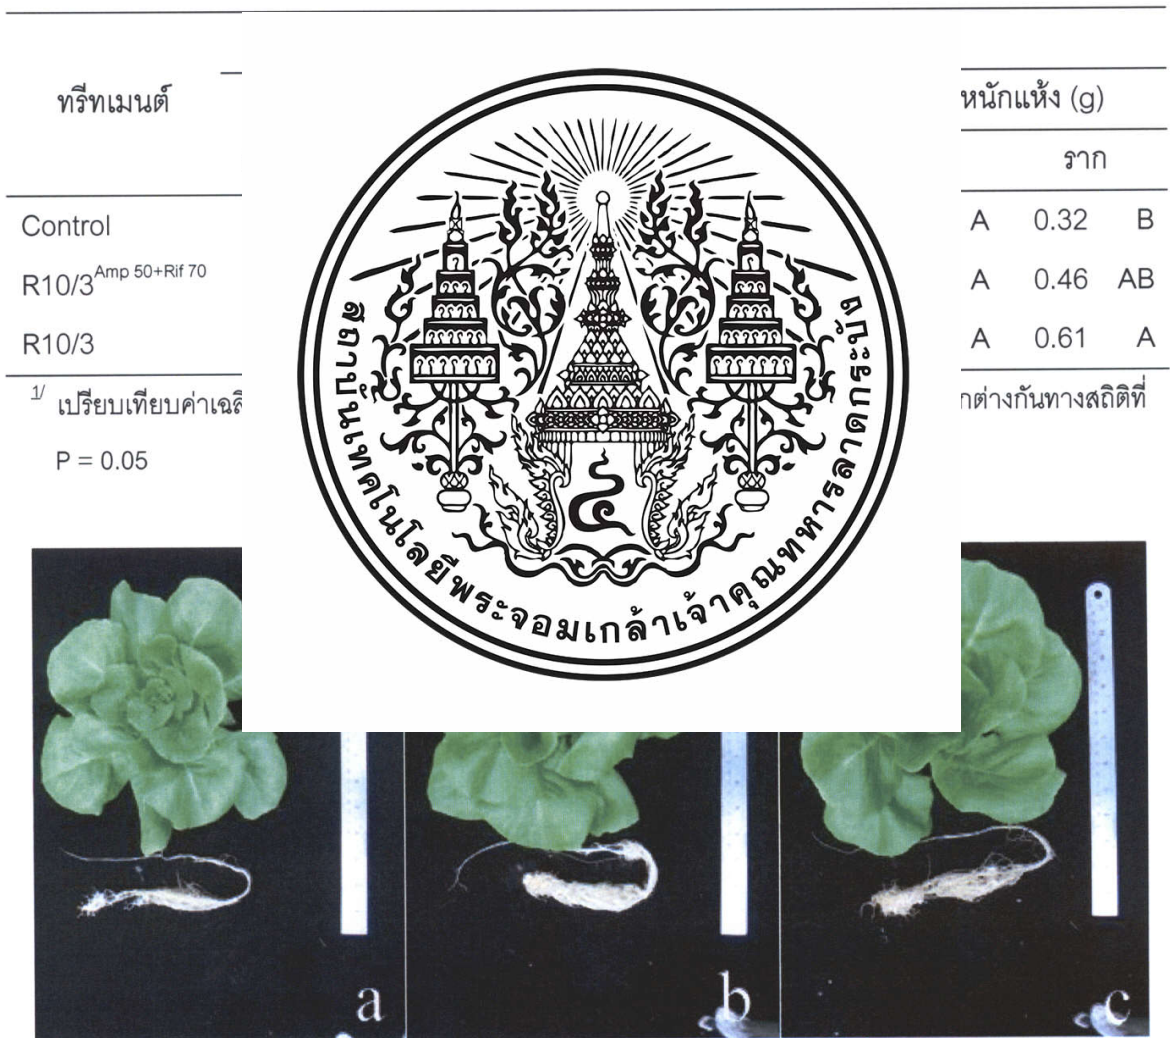 ทรีทเมนต์
หนักแห้ง (g)
ราก
Control A 0.32 B
R10/3 Amp 50+Rif 70 A 0.46 AB
R10/3 A 0.61 A
1/ เปรียบเทียบค่าเฉลี่ กต่างกันทางสถิติที่
P = 0.05
สถาบันเทคโนโลยีพระจอมเกล้าเจ้าคุณทหารลาดกระบัง
a b c